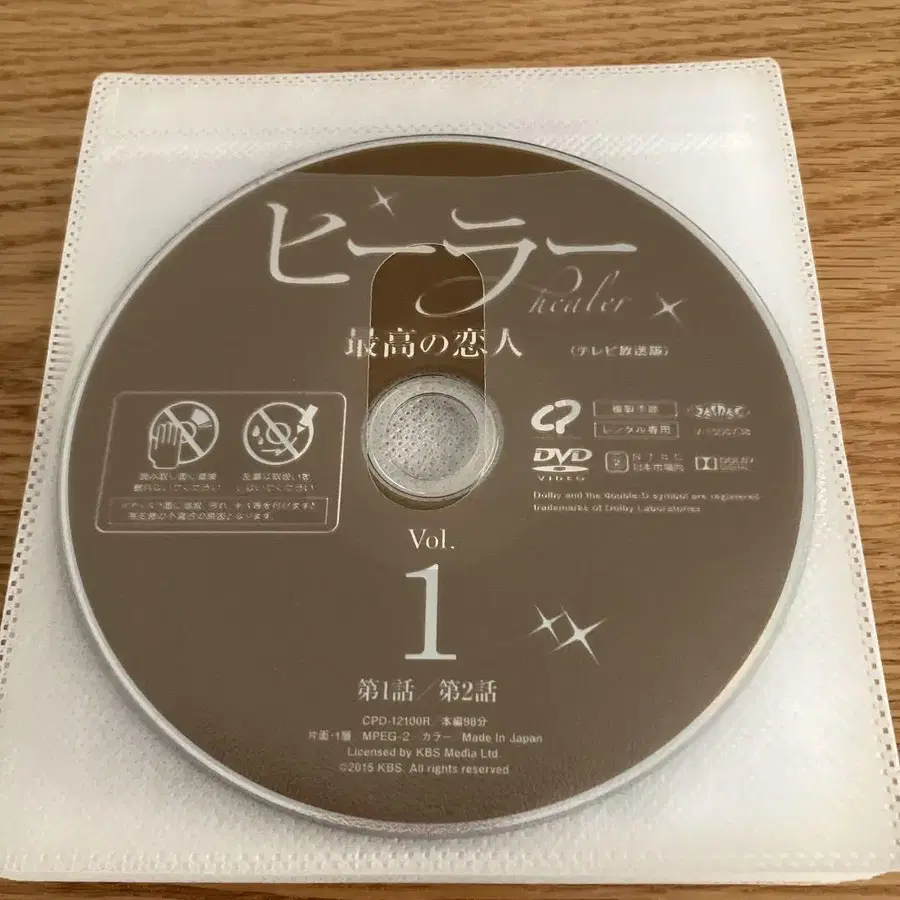 ヒーラー
healer
最高の恋人
(テレビ放送版)
複製不能
レンタル専用
DVD
VIDEO
2
NTSC
日本市場向
DOLBY
DIGITAL
Dolby and the double-D symbol are registered
trademarks of Dolby Laboratories
Vol.
1
第1話/第2話
CPD-12100R/本編98分
片面・1層 MPEG-2 カラー Made In Japan
Licensed by KBS Media Ltd.
©2015 KBS. All rights reserved